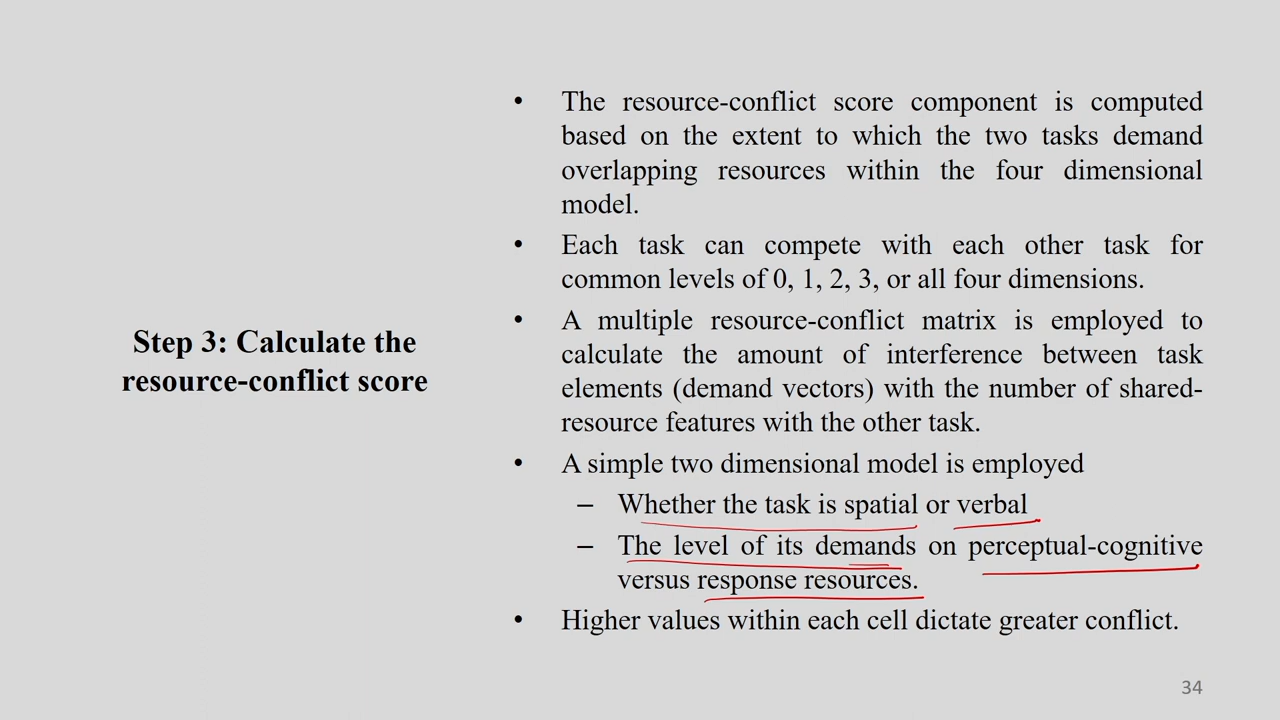 Step 3: Calculate the
resource-conflict score
• The resource-conflict score component is computed
based on the extent to which the two tasks demand
overlapping resources within the four dimensional
model.
• Each task can compete with each other task for
common levels of 0, 1, 2, 3, or all four dimensions.
• A multiple resource-conflict matrix is employed to
calculate the amount of interference between task
elements (demand vectors) with the number of shared-
resource features with the other task.
• A simple two dimensional model is employed
– Whether the task is spatial or verbal
– The level of its demands on perceptual-cognitive
versus response resources.
• Higher values within each cell dictate greater conflict.
34